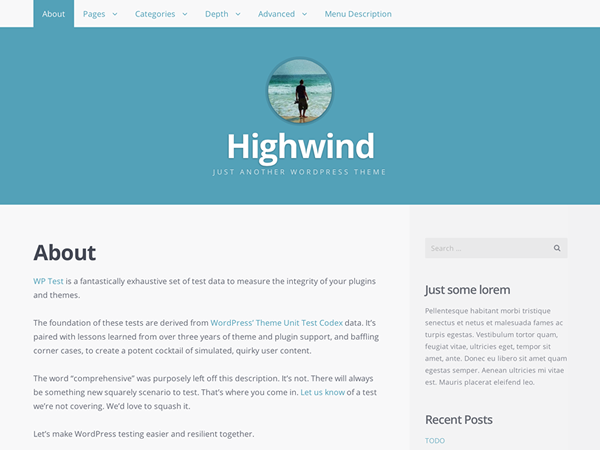 About Pages Categories Depth Advanced Menu Description
Highwind
JUST ANOTHER WORDPRESS THEME
About
WP Test is a fantastically exhaustive set of test data to measure the integrity of your plugins
and themes.
The foundation of these tests are derived from WordPress’ Theme Unit Test Codex data. It’s
paired with lessons learned from over three years of theme and plugin support, and baffling
corner cases, to create a potent cocktail of simulated, quirky user content.
The word “comprehensive” was purposely left off this description. It’s not. There will always
be something new squarely scenario to test. That’s where you come in. Let us know of a test
we’re not covering. We’d love to squash it.
Let’s make WordPress testing easier and resilient together.
Search ...
Just some lorem
Pellentesque habitant morbi tristique
senectus et netus et malesuada fames ac
turpis egestas. Vestibulum tortor quam,
feugiat vitae, ultricies eget, tempor sit
amet, ante. Donec eu libero sit amet quam
egestas semper. Aenean ultricies mi vitae
est. Mauris placerat eleifend leo.
Recent Posts
TODO